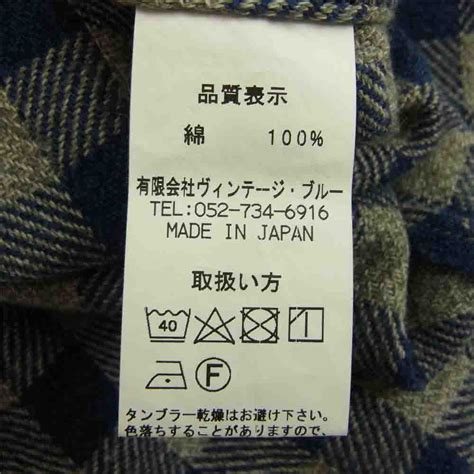 品質表示
綿 100%
有限会社ヴィンテージ・ブルー
TEL:052-734-6916
MADE IN JAPAN
取扱い方
40
F
タンブラー乾燥はお避け下さい。
色落ちすることがありますので、